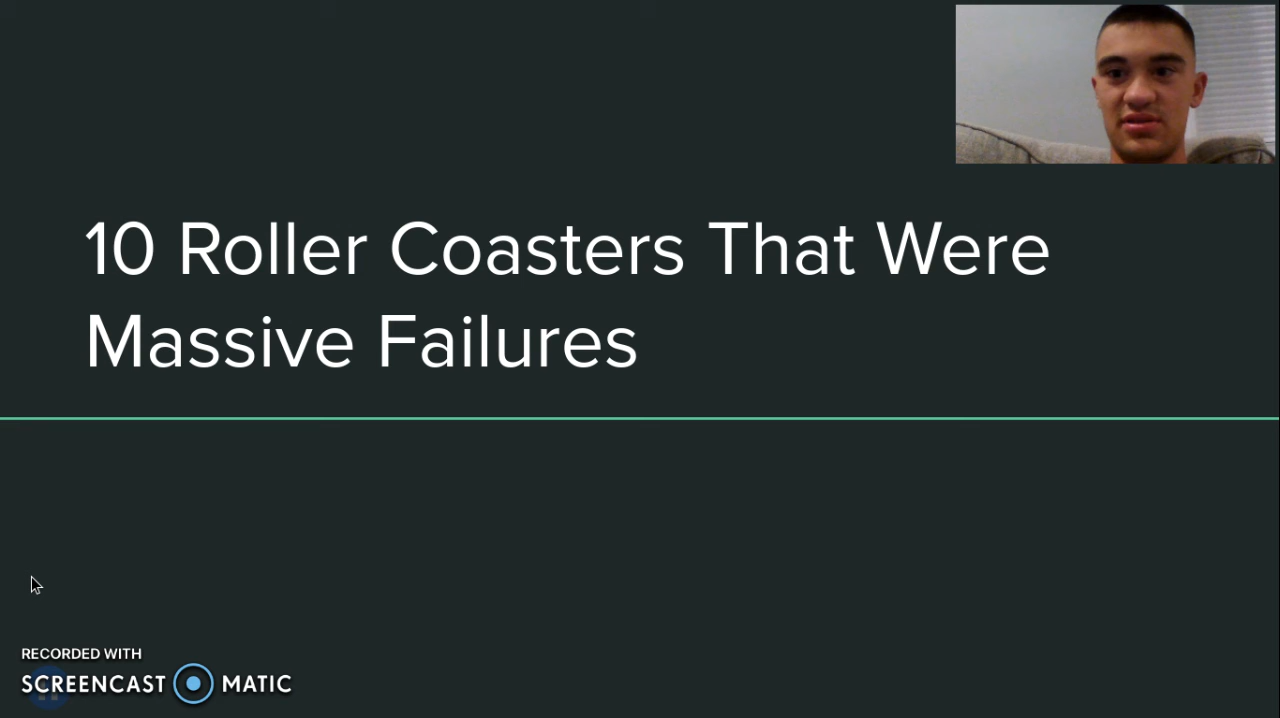 10 Roller Coasters That Were
Massive Failures
RECORDED WITH
SCREENCAST MATIC